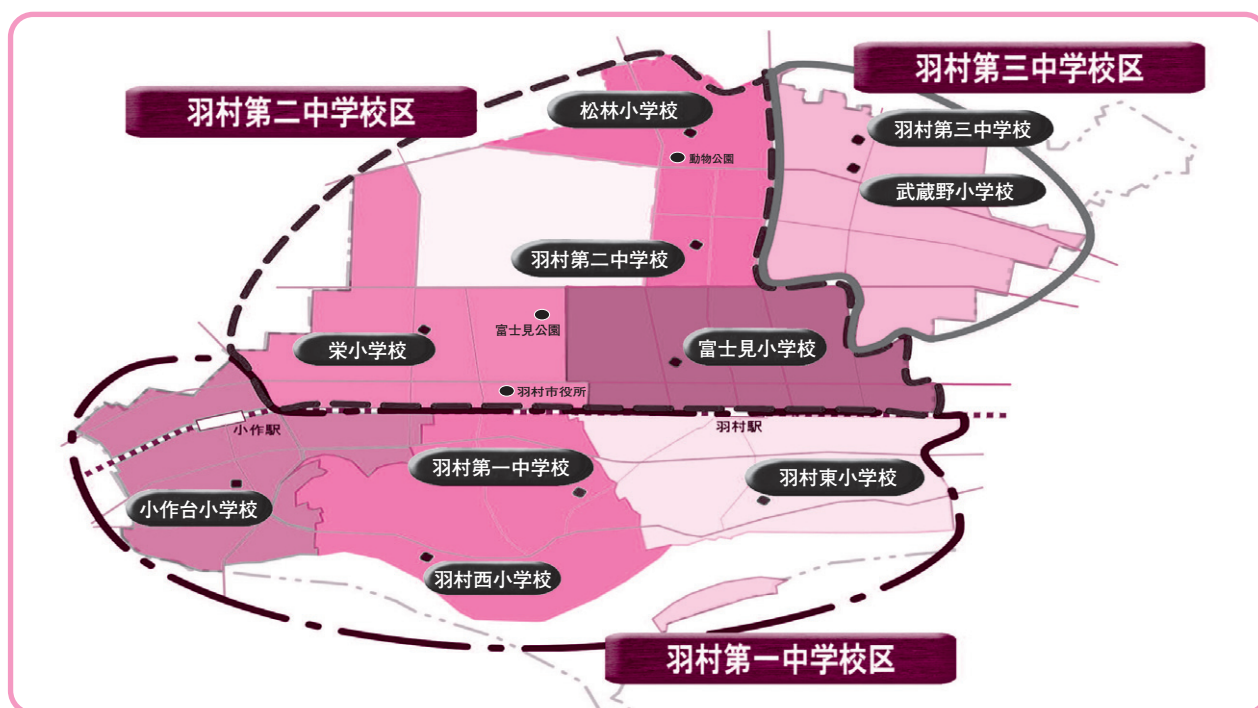 羽村第三中学校区
羽村第二中学校区
松林小学校
羽村第三中学校
動物公園
武蔵野小学校
羽村第二中学校
富士見公園
栄小学校
富士見小学校
羽村市役所
小作駅
羽村駅
羽村第一中学校
羽村東小学校
小作台小学校
羽村西小学校
羽村第一中学校区